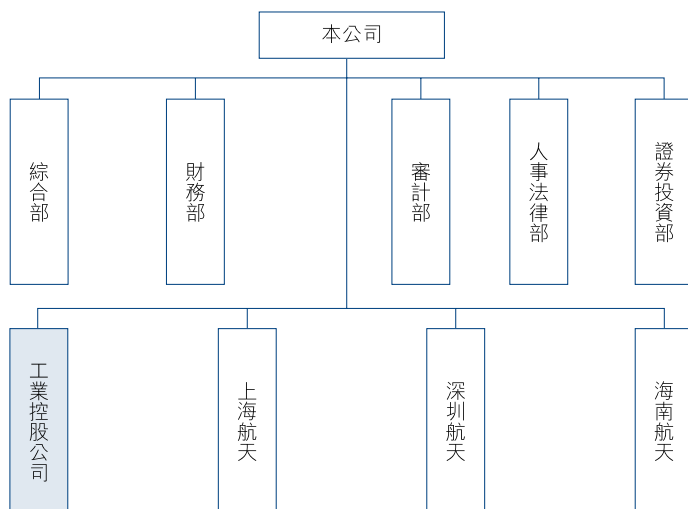 本公司
綜合部
財務部
審計部
人事法律部
證券投資部
工業控股公司
上海航天
深圳航天
海南航天